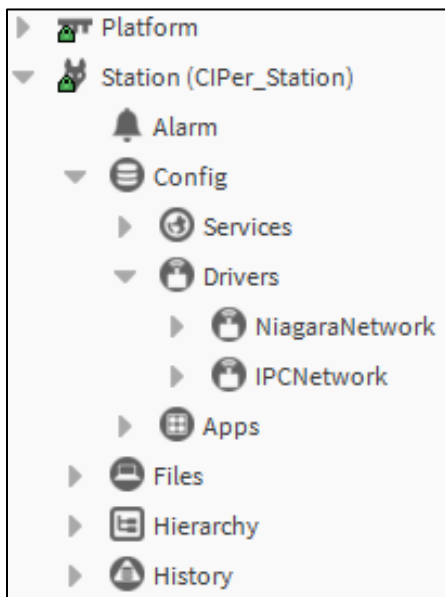 Platform
Station (CIPer_Station)
Alarm
Config
Services
Drivers
NiagaraNetwork
IPCNetwork
Apps
Files
Hierarchy
History